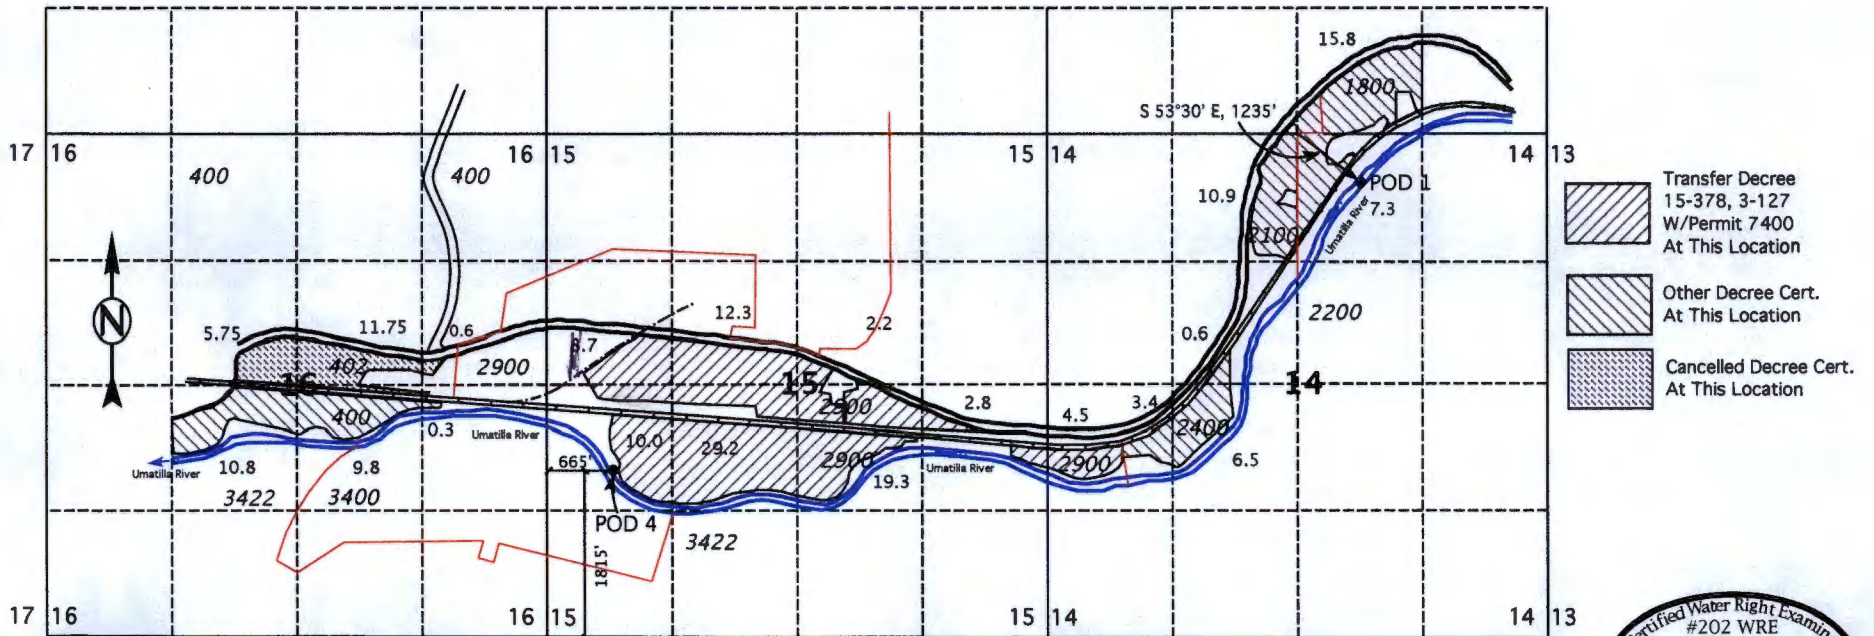 15.8
1800
S 53°30' E, 1235'
17 16
16 15
15 14
14 13
400
400
POD 1
10.9
7.3
Umatilla River
2100
Transfer Decree
15-378, 3-127
W/Permit 7400
At This Location
N
Other Decree Cert.
At This Location
2200
5.75
11.75
0.6
12.3
2.2
0.6
8.7
402
2900
16
15
14
Cancelled Decree Cert.
At This Location
400
2900
2.8
4.5
3.4
2400
0.3
Umatilla River
10.0
29.2
2900
Umatilla River
2900
6.5
Umatilla River
10.8
9.8
665'
19.3
3422
3400
POD 4
3422
1815'
17 16
16 15
15 14
14 13
Certified Water Right Examin
#202 WRE